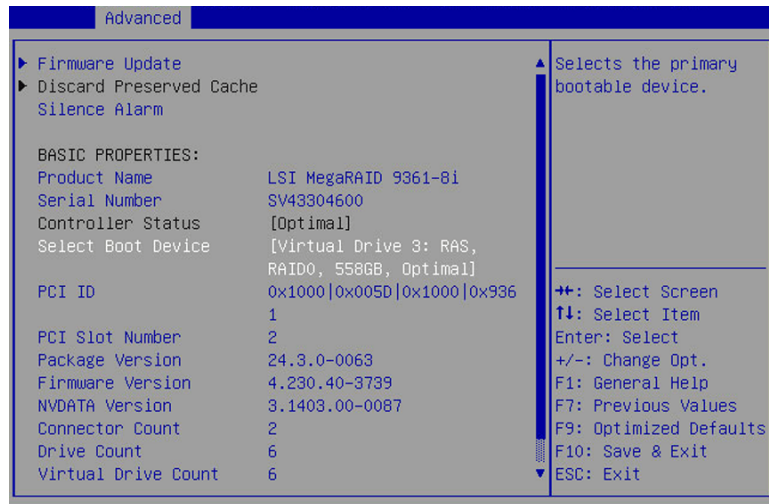 Advanced
Firmware Update
Discard Preserved Cache
Silence Alarm
BASIC PROPERTIES:
Product Name LSI MegaRAID 9361-8i
Serial Number SV43304600
Controller Status [Optimal]
Select Boot Device [Virtual Drive 3: RAS,
RAID0, 558GB, Optimal]
PCI ID 0x1000|0x005D|0x1000|0x936
1
PCI Slot Number 2
Package Version 24.3.0-0063
Firmware Version 4.230.40-3739
NVDATA Version 3.1403.00-0087
Connector Count 2
Drive Count 6
Virtual Drive Count 6
Selects the primary
bootable device.
→←: Select Screen
↑↓: Select Item
Enter: Select
+/-: Change Opt.
F1: General Help
F7: Previous Values
F9: Optimized Defaults
F10: Save & Exit
ESC: Exit